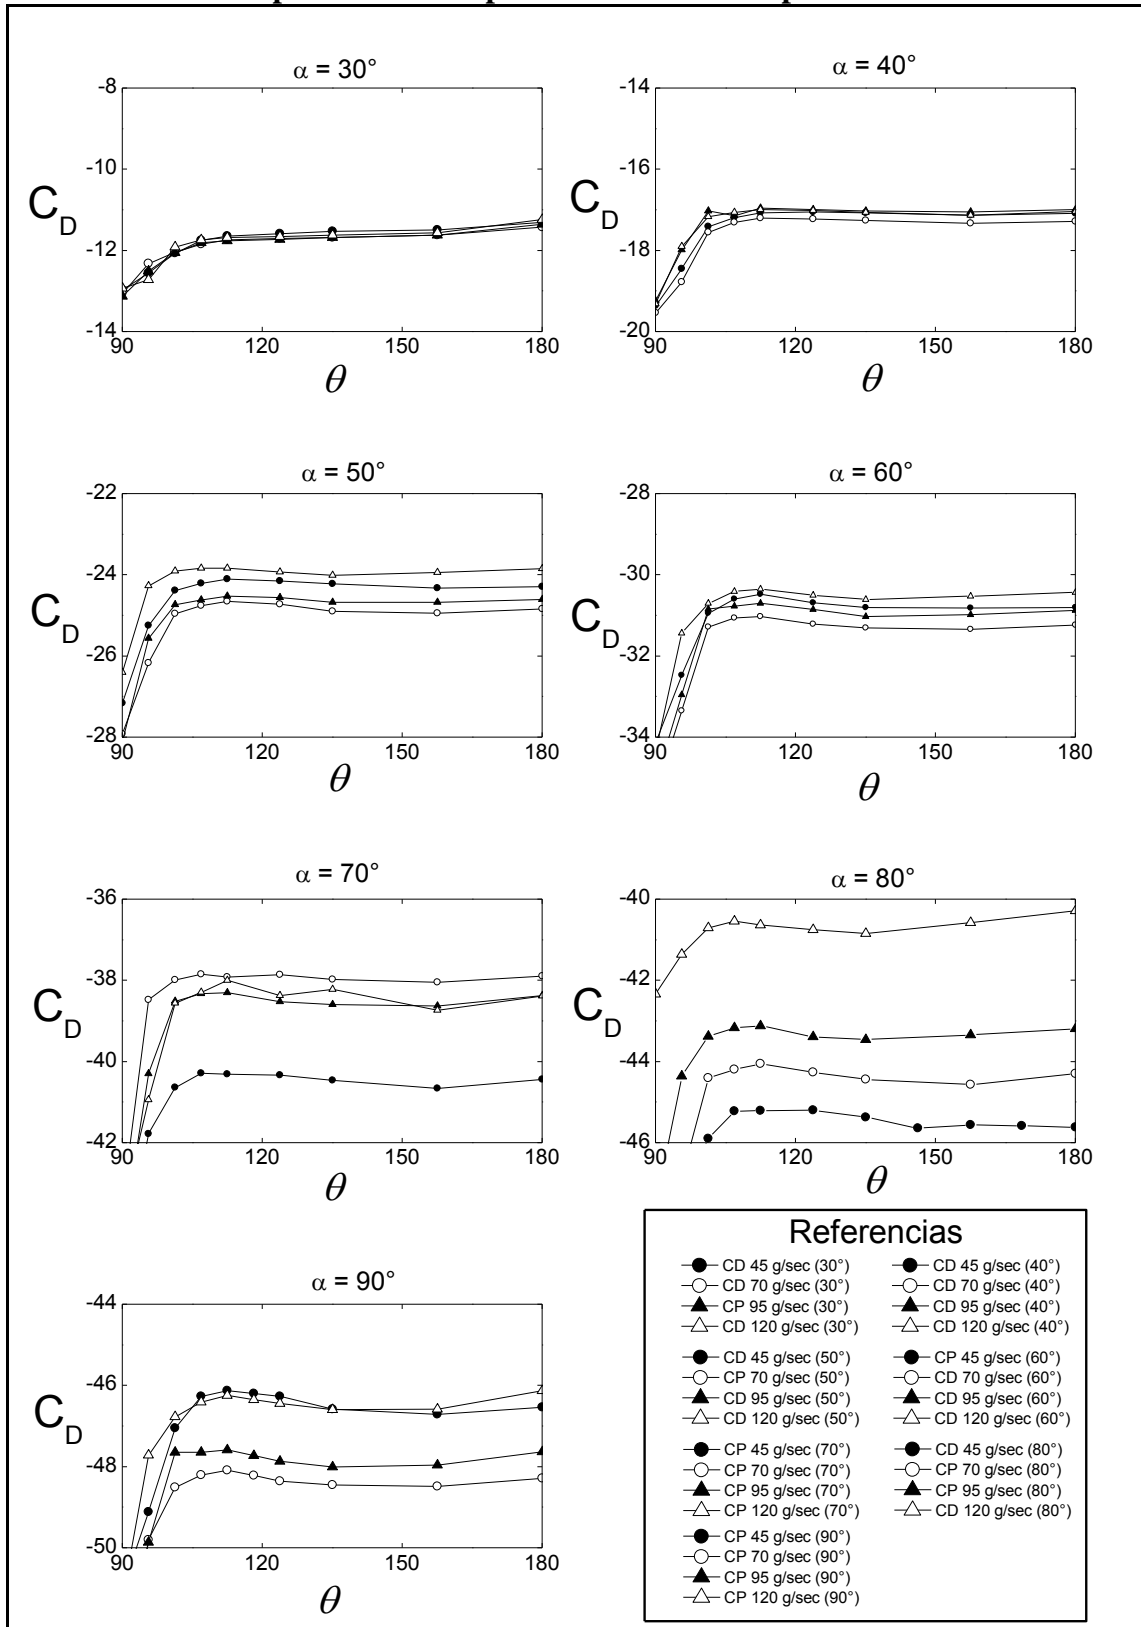 α = 30°
-8
-10
-12
-14
C_D
90
120
150
180
θ
α = 40°
-14
-16
-18
-20
C_D
90
120
150
180
θ
α = 50°
-22
-24
-26
-28
C_D
90
120
150
180
θ
α = 60°
-28
-30
-32
-34
C_D
90
120
150
180
θ
α = 70°
-36
-38
-40
-42
C_D
90
120
150
180
θ
α = 80°
-40
-42
-44
-46
C_D
90
120
150
180
θ
α = 90°
-44
-46
-48
-50
C_D
90
120
150
180
θ
Referencias
CD 45 g/sec (30°)
CD 70 g/sec (30°)
CP 95 g/sec (30°)
CD 120 g/sec (30°)
CD 45 g/sec (40°)
CD 70 g/sec (40°)
CD 95 g/sec (40°)
CD 120 g/sec (40°)
CD 45 g/sec (50°)
CP 70 g/sec (50°)
CD 95 g/sec (50°)
CD 120 g/sec (50°)
CP 45 g/sec (60°)
CD 70 g/sec (60°)
CD 95 g/sec (60°)
CD 120 g/sec (60°)
CP 45 g/sec (70°)
CP 70 g/sec (70°)
CP 95 g/sec (70°)
CP 120 g/sec (70°)
CD 45 g/sec (80°)
CP 70 g/sec (80°)
CP 95 g/sec (80°)
CD 120 g/sec (80°)
CP 45 g/sec (90°)
CP 70 g/sec (90°)
CP 95 g/sec (90°)
CP 120 g/sec (90°)